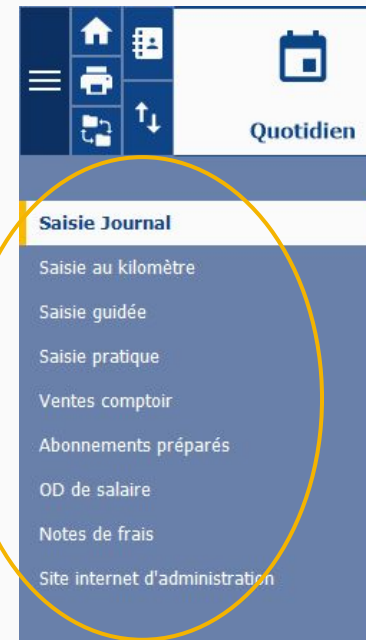 Quotidien
Saisie Journal
Saisie au kilomètre
Saisie guidée
Saisie pratique
Ventes comptoir
Abonnements préparés
OD de salaire
Notes de frais
Site internet d'administration